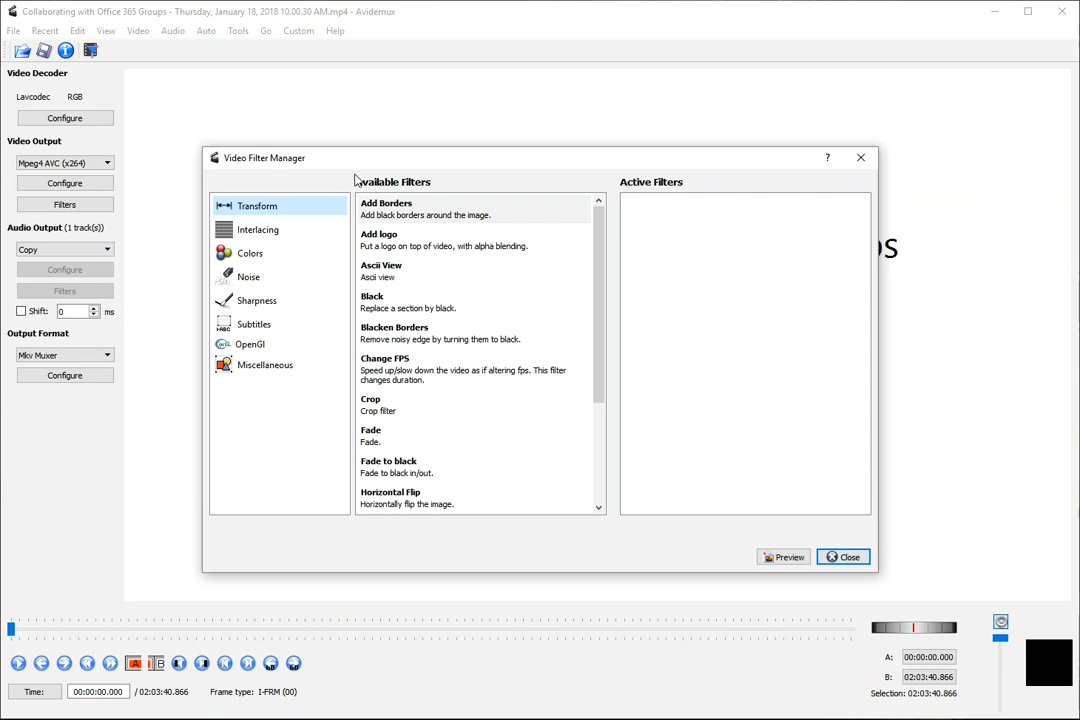 Collaborating with Office 365 Groups - Thursday, January 18, 2018 10.00.30 AM.mp4 - Avidemux
File Recent Edit View Video Audio Auto Tools Go Custom Help
Video Decoder
Lavcodec RGB
Configure
Video Output
Mpeg4 AVC (x264)
Configure
Filters
Audio Output (1 track(s))
Copy
Configure
Filters
Shift: 0 ms
Output Format
Mkv Muxer
Configure
Video Filter Manager
?
Transform
Interlacing
Colors
Noise
Sharpness
Subtitles
OpenGl
Miscellaneous
Available Filters
Add Borders
Add black borders around the image.
Add logo
Put a logo on top of video, with alpha blending.
Ascii View
Ascii view
Black
Replace a section by black.
Blacken Borders
Remove noisy edge by turning them to black.
Change FPS
Speed up/slow down the video as if altering fps. This filter
changes duration.
Crop
Crop filter
Fade
Fade.
Fade to black
Fade to black in/out.
Horizontal Flip
Horizontally flip the image.
Active Filters
Preview Close
A B
Time: 00:00:00.000 / 02:03:40.866 Frame type: I-FRM (00)
A: 00:00:00.000
B: 02:03:40.866
Selection: 02:03:40.866